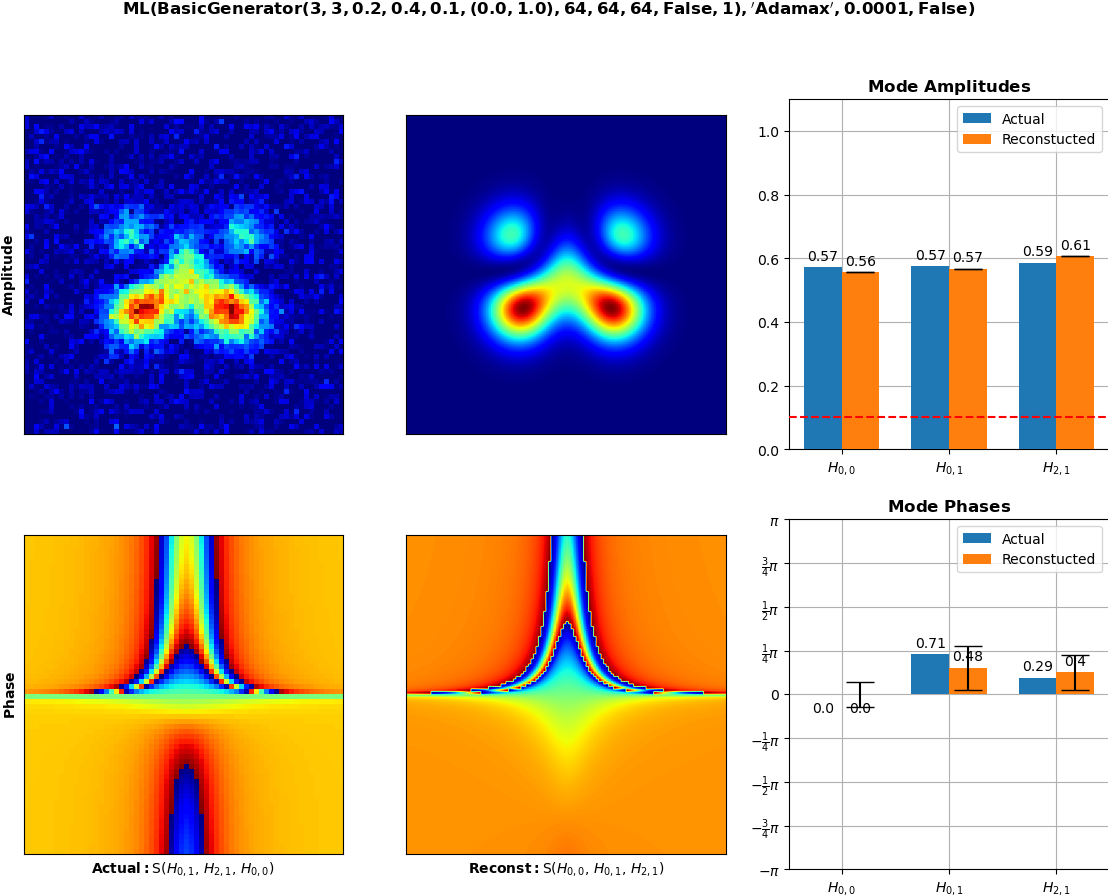 ML(BasicGenerator(3, 3, 0.2, 0.4, 0.1, (0.0, 1.0), 64, 64, 64, False, 1), ′Adamax′, 0.0001, False)
Amplitude
Mode Amplitudes
Actual
Reconstucted
1.0
0.8
0.6
0.4
0.2
0.0
0.57 0.56 0.57 0.57 0.59 0.61
H0,0 H0,1 H2,1
Phase
Actual: S(H0,1, H2,1, H0,0)
Reconst: S(H0,0, H0,1, H2,1)
Mode Phases
Actual
Reconstucted
π
3/4π
1/2π
1/4π
0
−1/4π
−1/2π
−3/4π
−π
0.0 0.0 0.71 0.48 0.29 0.4
H0,0 H0,1 H2,1